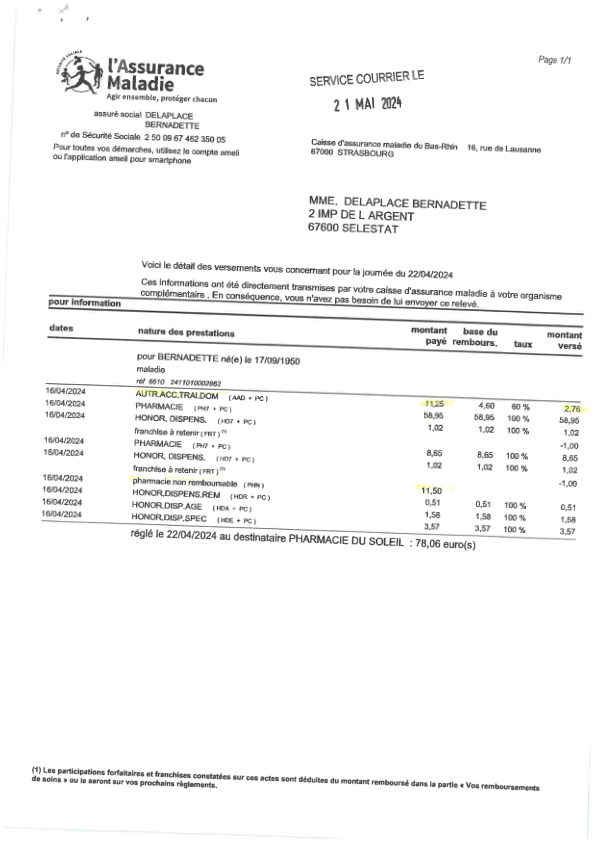 Page 1/1
SÉCURITÉ SOCIALE
l'Assurance
Maladie
Agir ensemble, protéger chacun
SERVICE COURRIER LE
21 MAI 2024
assuré social DELAPLACE
BERNADETTE
n° de Sécurité Sociale 2 50 09 67 462 350 05
Pour toutes vos démarches, utilisez le compte ameli
ou l'application ameli pour smartphone
Caisse d'assurance maladie du Bas-Rhin 16, rue de Lausanne
67000 STRASBOURG
MME. DELAPLACE BERNADETTE
2 IMP DE L ARGENT
67600 SELESTAT
Voici le détail des versements vous concernant pour la journée du 22/04/2024
Ces informations ont été directement transmises par votre caisse d'assurance maladie à votre organisme
complémentaire . En conséquence, vous n'avez pas besoin de lui envoyer ce relevé.
pour information
dates nature des prestations montant payé base du rembours. taux montant versé
pour BERNADETTE né(e) le 17/09/1950
maladie
réf 6610 2411010002862
16/04/2024 AUTR.ACC.TRAI.DOM (AAD + PC) 11,25 4,60 60 % 2,76
16/04/2024 PHARMACIE (PH7 + PC) 58,95 58,95 100 % 58,95
16/04/2024 HONOR. DISPENS. (HD7 + PC) 1,02 1,02 100 % 1,02
franchise à retenir (FRT) (1) -1,00
16/04/2024 PHARMACIE (PH7 + PC) 8,65 8,65 100 % 8,65
16/04/2024 HONOR. DISPENS. (HD7 + PC) 1,02 1,02 100 % 1,02
franchise à retenir (FRT) (1) -1,00
16/04/2024 pharmacie non remboursable (PHN) 11,50
16/04/2024 HONOR.DISPENS.REM (HDR + PC) 0,51 0,51 100 % 0,51
16/04/2024 HONOR.DISP.AGE (HDA + PC) 1,58 1,58 100 % 1,58
16/04/2024 HONOR.DISP.SPEC (HDE + PC) 3,57 3,57 100 % 3,57
réglé le 22/04/2024 au destinataire PHARMACIE DU SOLEIL : 78,06 euro(s)
(1) Les participations forfaitaires et franchises constatées sur ces actes sont déduites du montant remboursé dans la partie « Vos remboursements
de soins » ou le seront sur vos prochains règlements.